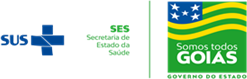 SUS
SES
Secretaria de
Estado da
Saúde
Somos todos
GOIÁS
GOVERNO DO ESTADO